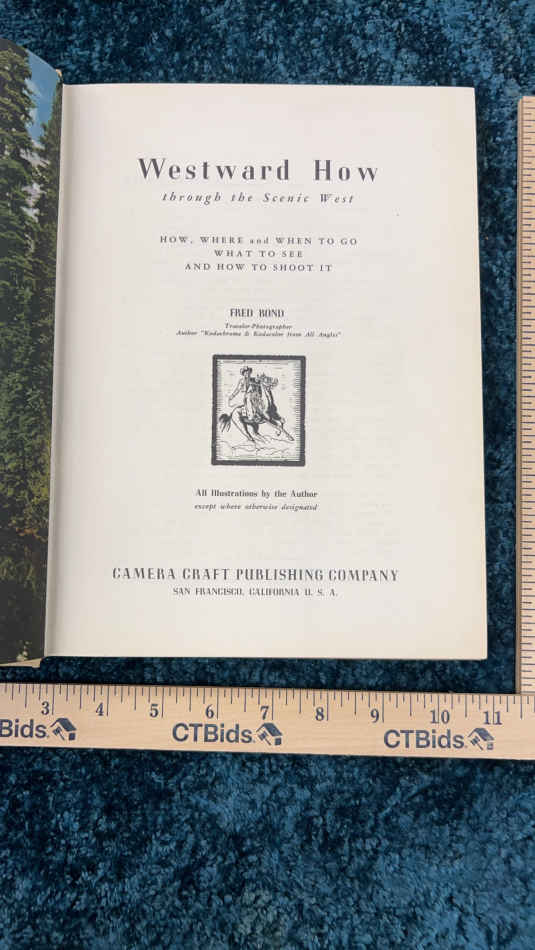 Westward How
through the Scenic West
HOW, WHERE and WHEN TO GO
WHAT TO SEE
AND HOW TO SHOOT IT
FRED BOND
Traveler-Photographer
Author "Kodachrome & Kodacolor from All Angles"
All Illustrations by the Author
except where otherwise designated
CAMERA CRAFT PUBLISHING COMPANY
SAN FRANCISCO, CALIFORNIA U. S. A.
3 4 5 6 7 8 9 10 11
Bids. CTBids. CTBids.